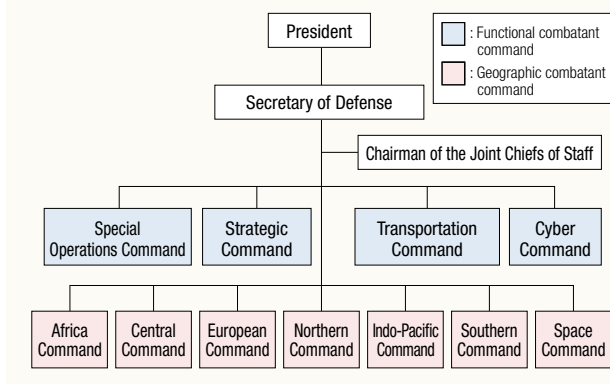 President
: Functional combatant
command
: Geographic combatant
command
Secretary of Defense
Chairman of the Joint Chiefs of Staff
Special
Operations Command
Strategic
Command
Transportation
Command
Cyber
Command
Africa
Command
Central
Command
European
Command
Northern
Command
Indo-Pacific
Command
Southern
Command
Space
Command